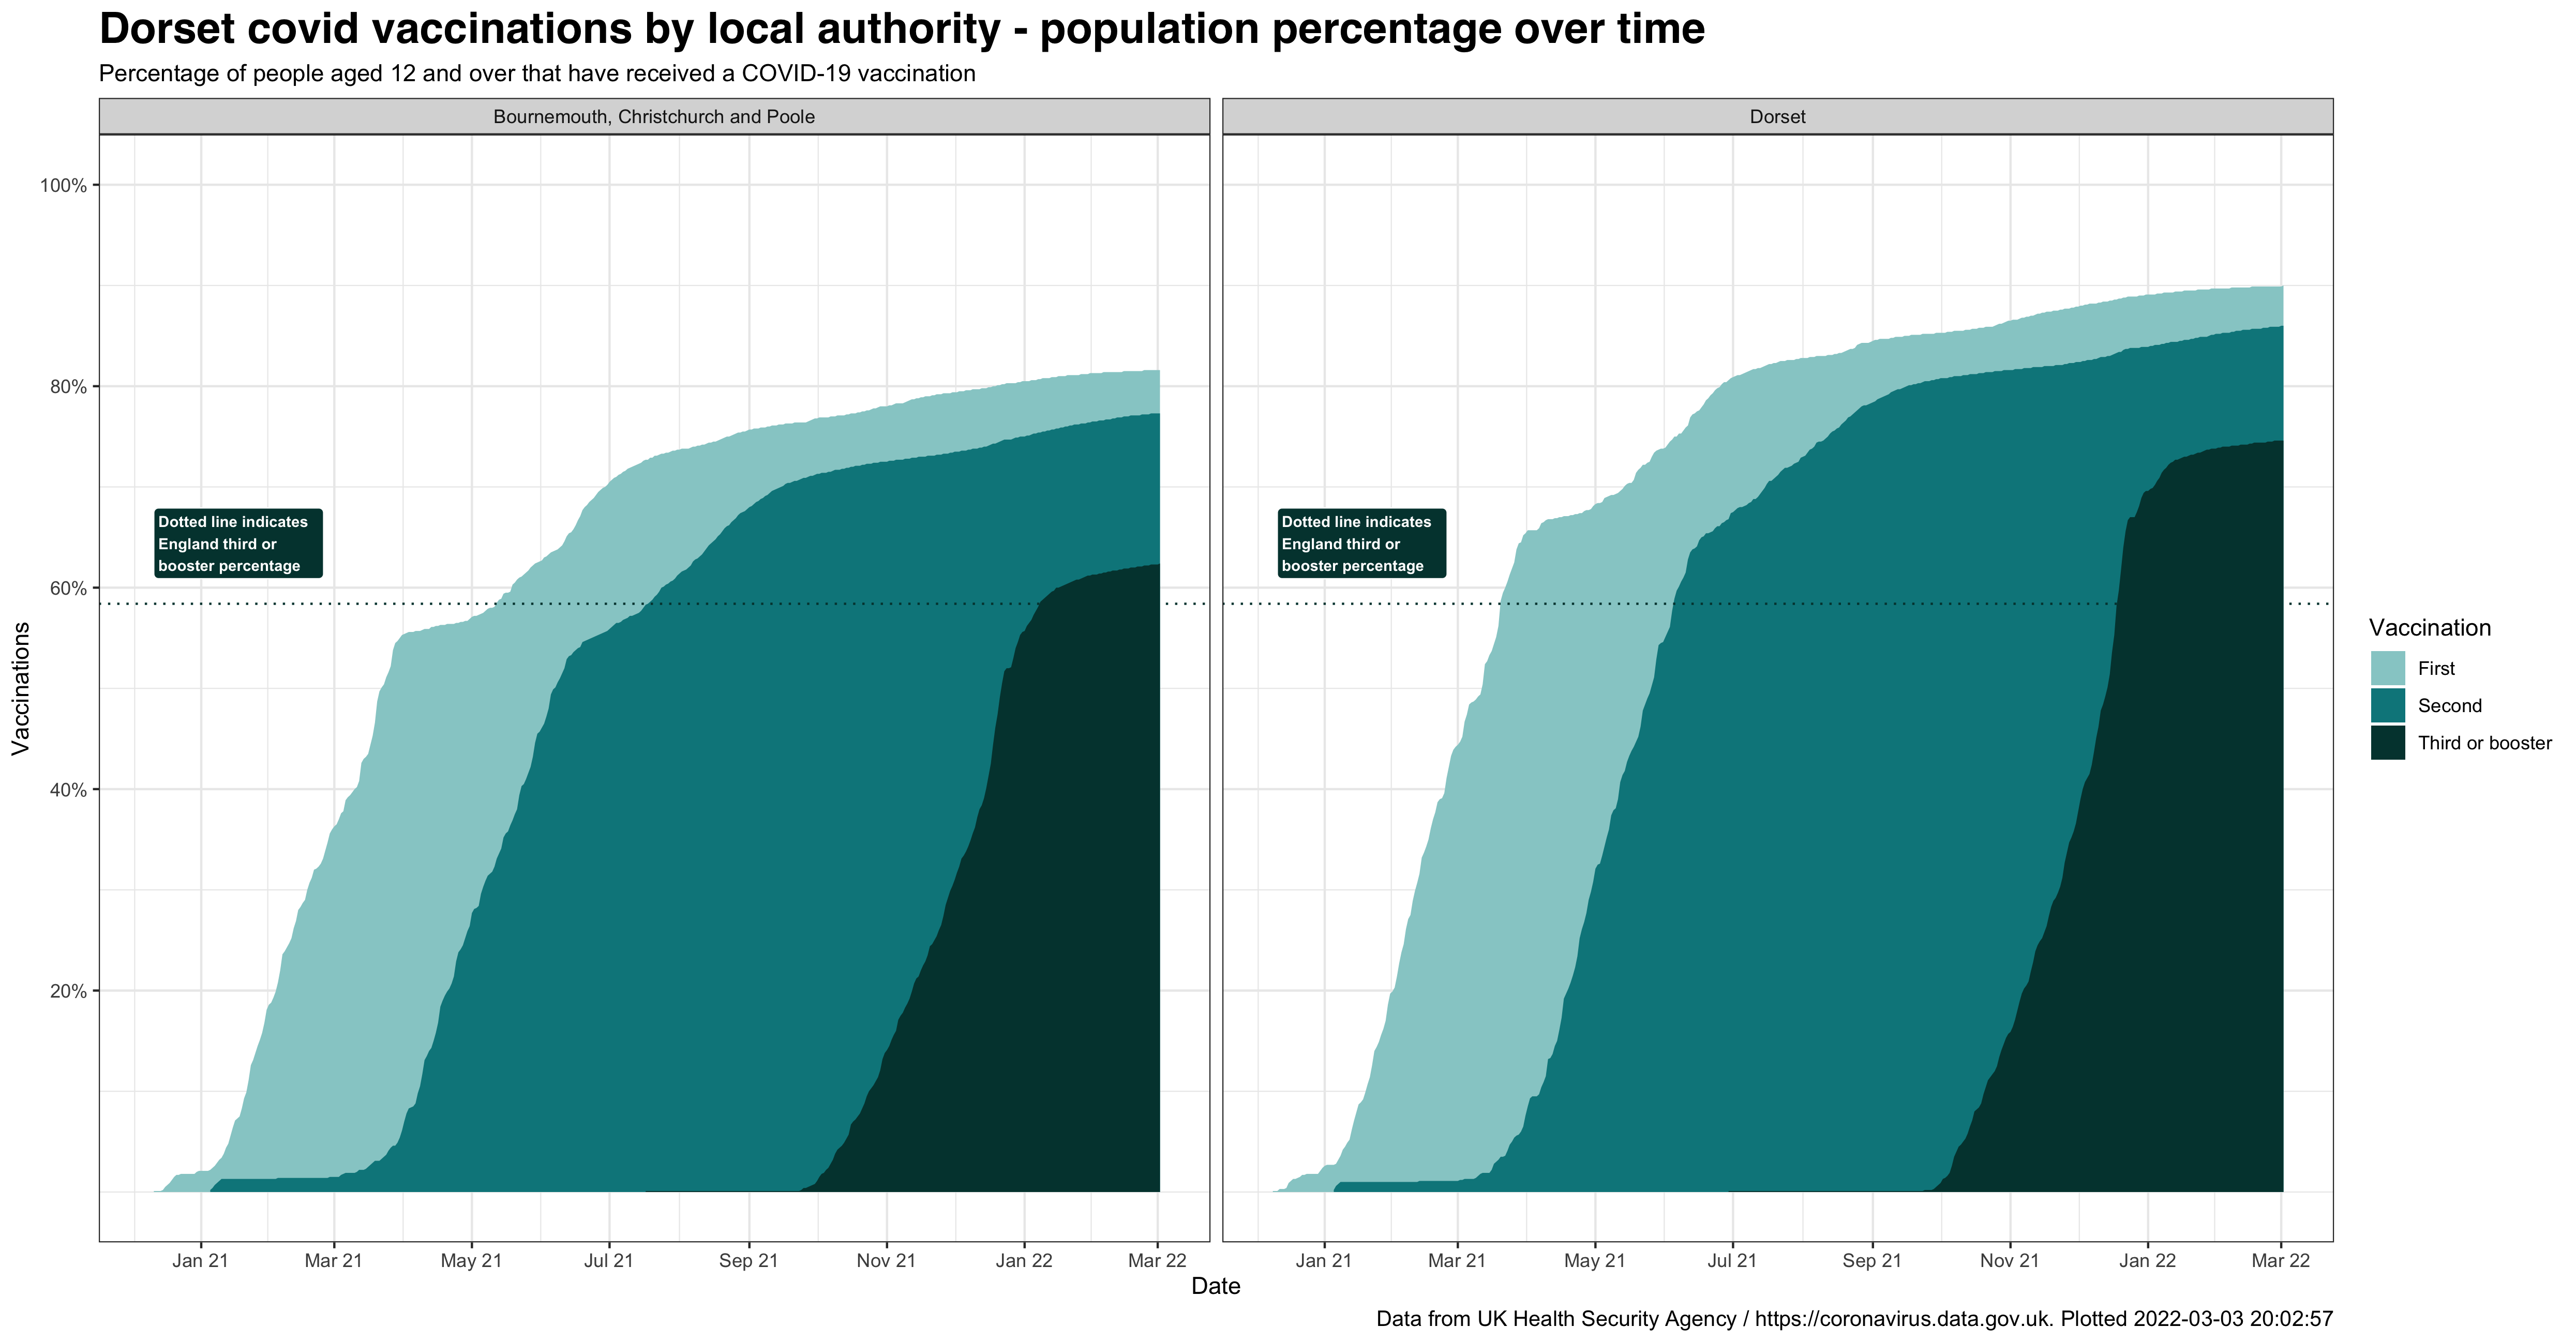 Dorset covid vaccinations by local authority - population percentage over time
Percentage of people aged 12 and over that have received a COVID-19 vaccination
Bournemouth, Christchurch and Poole
Dorset
100%
80%
60%
40%
20%
Vaccinations
Dotted line indicates
England third or
booster percentage
Dotted line indicates
England third or
booster percentage
Vaccination
First
Second
Third or booster
Jan 21 Mar 21 May 21 Jul 21 Sep 21 Nov 21 Jan 22 Mar 22
Jan 21 Mar 21 May 21 Jul 21 Sep 21 Nov 21 Jan 22 Mar 22
Date
Data from UK Health Security Agency / https://coronavirus.data.gov.uk. Plotted 2022-03-03 20:02:57